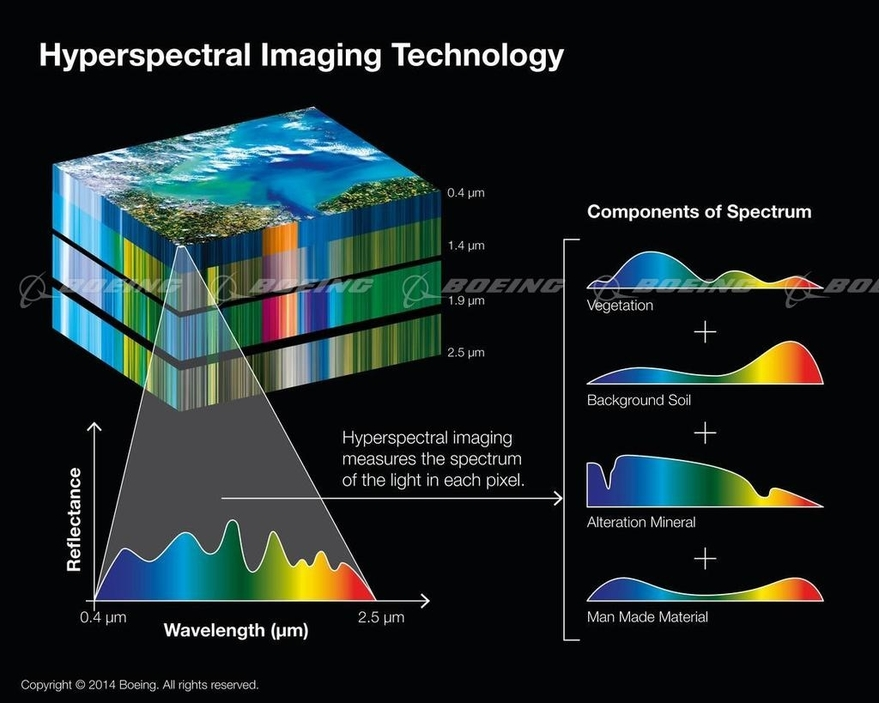 Hyperspectral Imaging Technology
0.4 µm
1.4 µm
1.9 µm
2.5 µm
BOEING
BOEING
BOEING
BOEING
BO
Components of Spectrum
Vegetation
+
Background Soil
+
Alteration Mineral
+
Man Made Material
Hyperspectral imaging
measures the spectrum
of the light in each pixel.
Reflectance
0.4 µm
2.5 µm
Wavelength (µm)
Copyright © 2014 Boeing. All rights reserved.